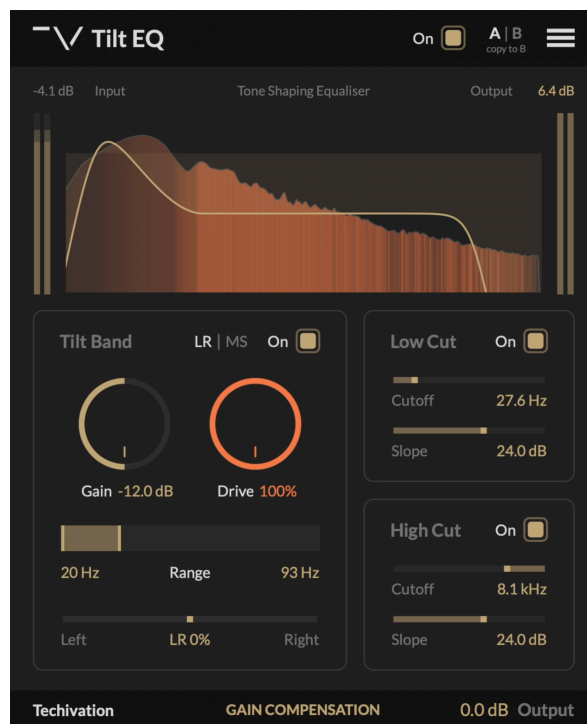 Tilt EQ
On
A | B
copy to B
-4.1 dB Input Tone Shaping Equaliser Output 6.4 dB
Tilt Band LR | MS On
Gain -12.0 dB Drive 100%
20 Hz Range 93 Hz
Left LR 0% Right
Low Cut On
Cutoff 27.6 Hz
Slope 24.0 dB
High Cut On
Cutoff 8.1 kHz
Slope 24.0 dB
Techivation GAIN COMPENSATION 0.0 dB Output